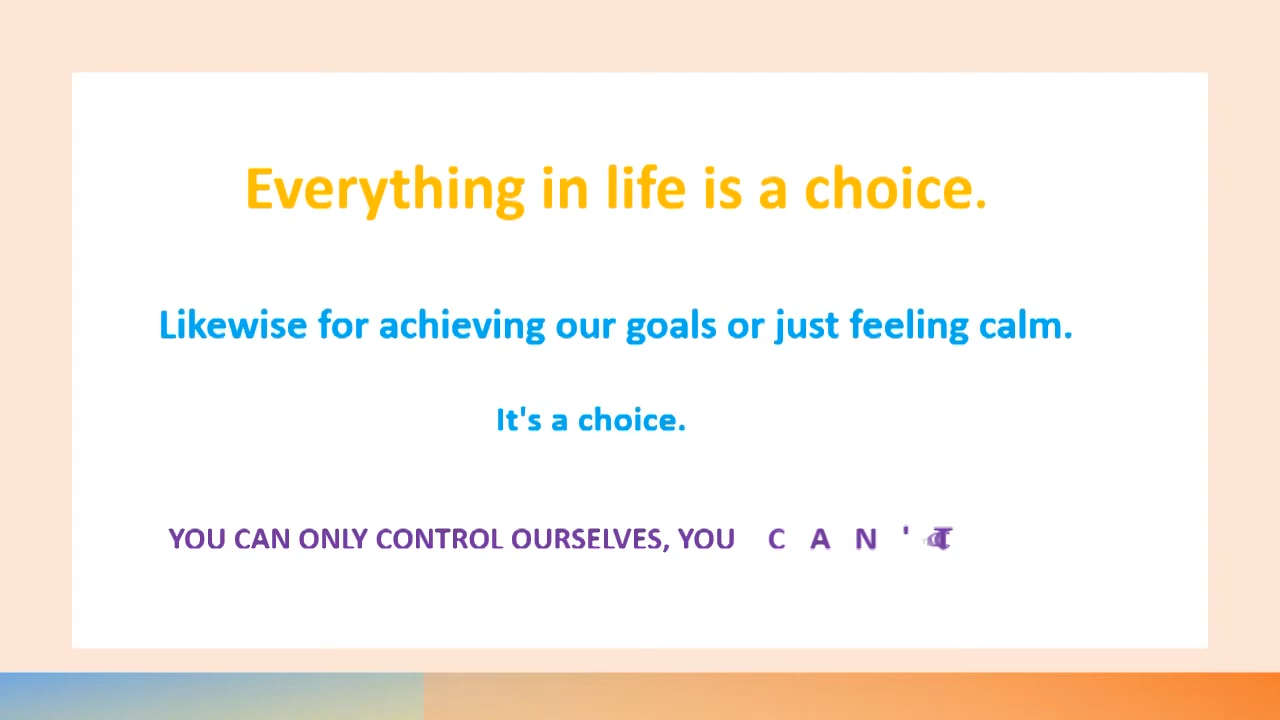 Everything in life is a choice.
Likewise for achieving our goals or just feeling calm.
It's a choice.
YOU CAN ONLY CONTROL OURSELVES, YOU CAN'T